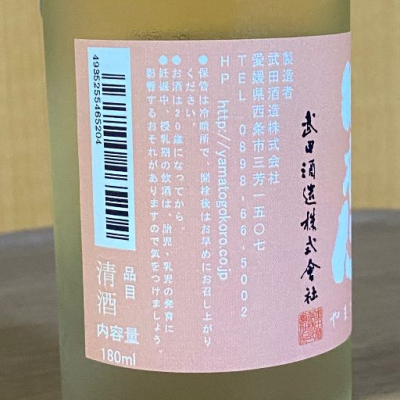 武田酒造株式會社
製造者
武田酒造株式会社
愛媛県西条市三芳一五〇七
TEL 0898-66-5002
HP http://yamatogokoro.co.jp
●保管は冷暗所で、開栓後はお早めにお召し上がり
ください。
●お酒は20歳になってから。
●妊娠中、授乳期の飲酒は、胎児・乳児の発育に
影響するおそれがありますので気をつけましょう。
品目
清酒
内容量
180ml
4935255465204
やま